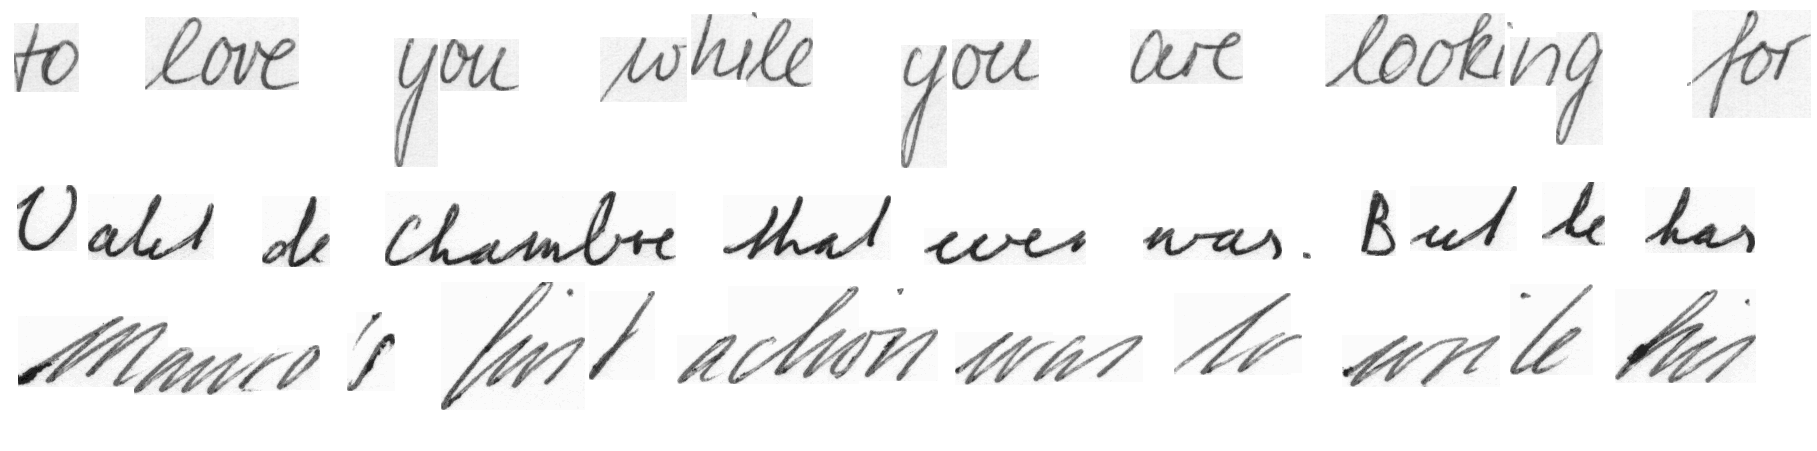 to love you while you are looking for
Valet de Chambre that ever was. But he has
Mauro's first action was to write his